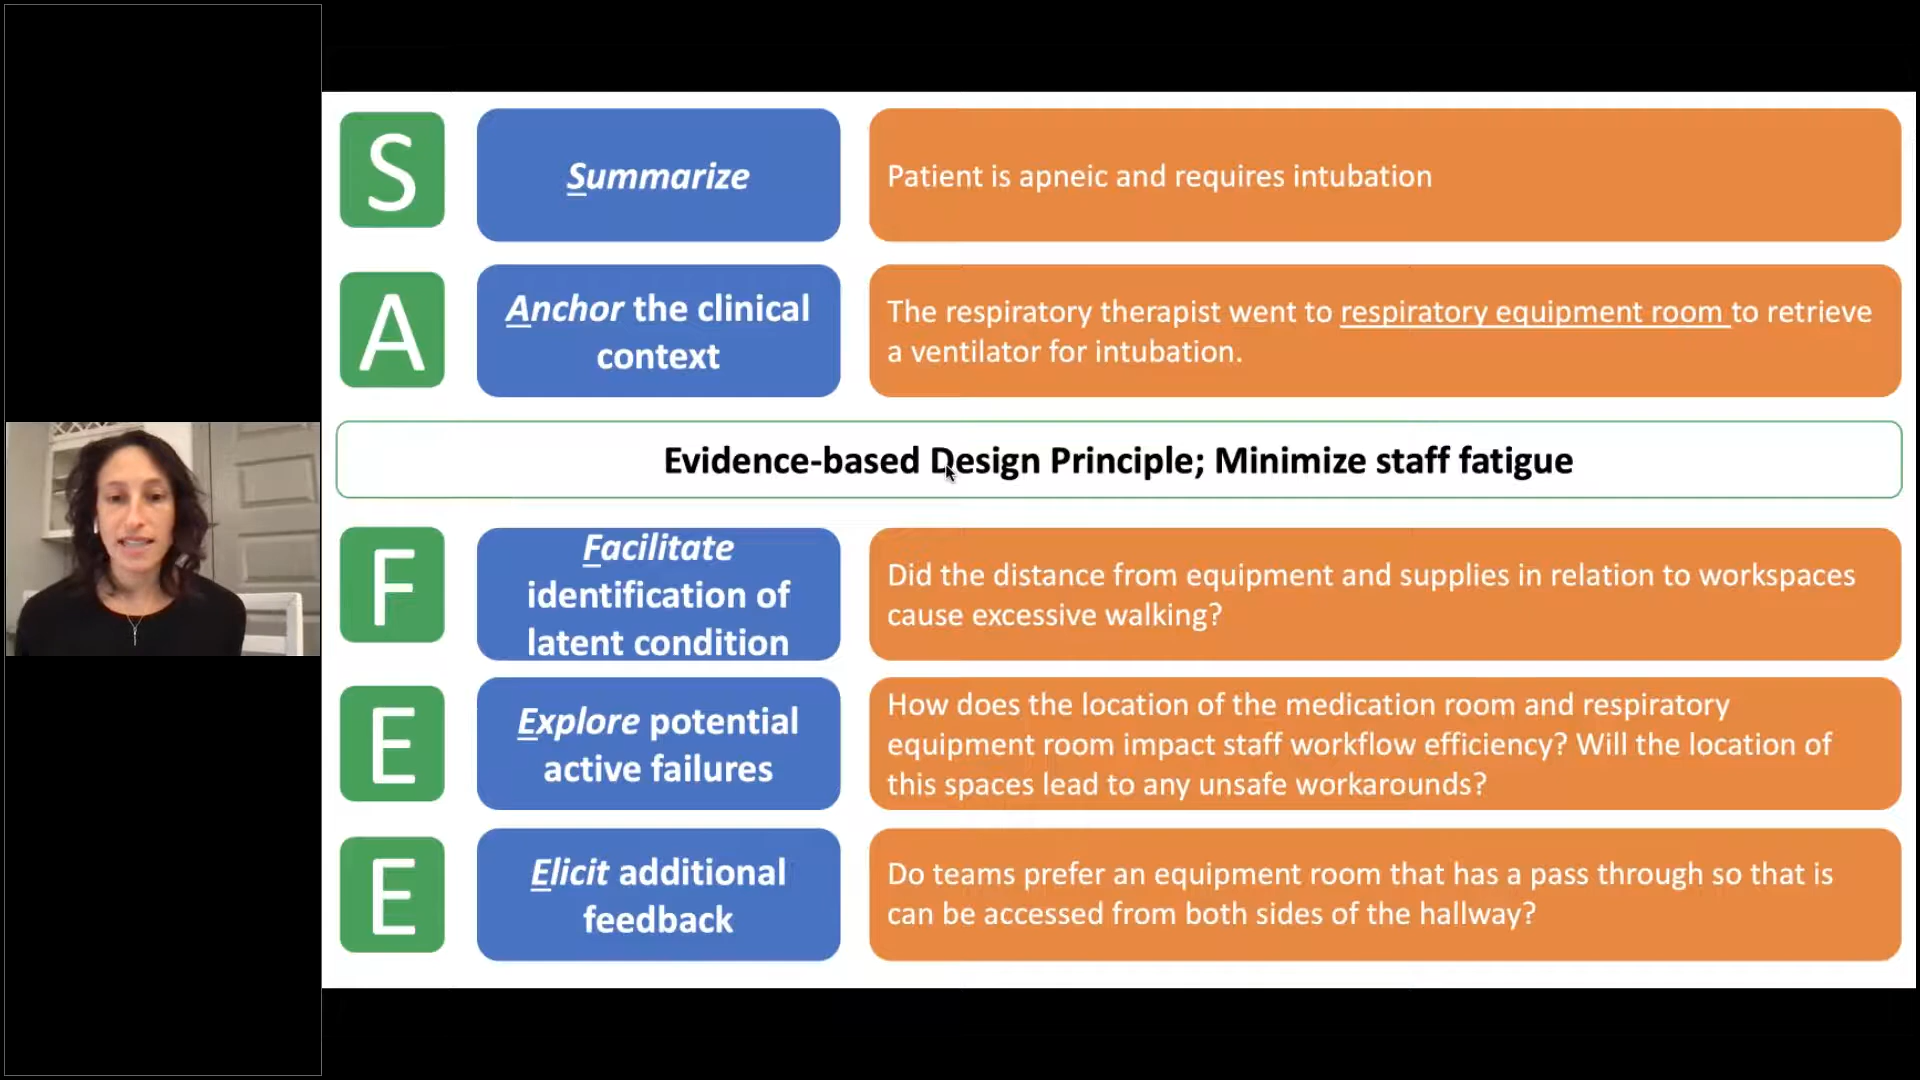 S
Summarize
Patient is apneic and requires intubation
A
Anchor the clinical
context
The respiratory therapist went to respiratory equipment room to retrieve
a ventilator for intubation.
Evidence-based Design Principle; Minimize staff fatigue
F
Facilitate
identification of
latent condition
Did the distance from equipment and supplies in relation to workspaces
cause excessive walking?
E
Explore potential
active failures
How does the location of the medication room and respiratory
equipment room impact staff workflow efficiency? Will the location of
this spaces lead to any unsafe workarounds?
E
Elicit additional
feedback
Do teams prefer an equipment room that has a pass through so that is
can be accessed from both sides of the hallway?